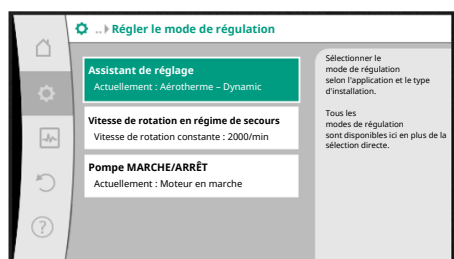 ..▸ Régler le mode de régulation
Assistant de réglage
Actuellement : Aérotherme – Dynamic
Vitesse de rotation en régime de secours
Vitesse de rotation constante : 2000/min
Pompe MARCHE/ARRÊT
Actuellement : Moteur en marche
?
Sélectionner le
mode de régulation
selon l'application et le type
d'installation.
Tous les
modes de régulation
sont disponibles ici en plus de la
sélection directe.